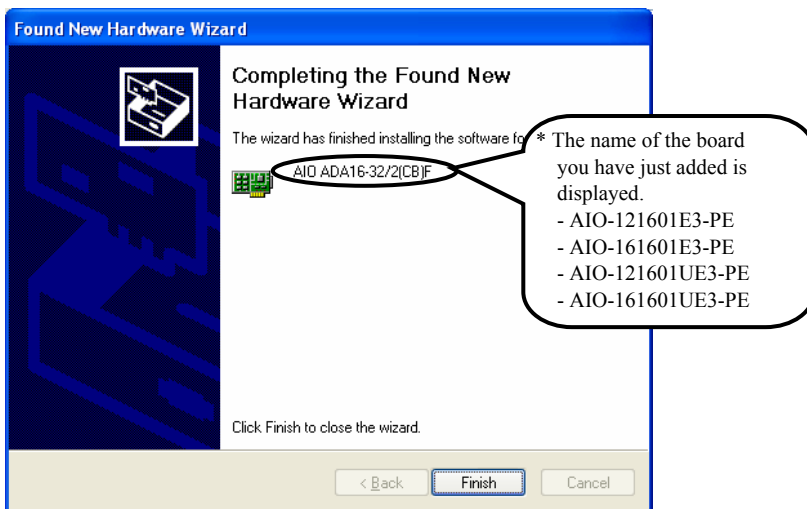 Found New Hardware Wizard
Completing the Found New
Hardware Wizard
The wizard has finished installing the software fo
AIO ADA16-32/2(CB)F
* The name of the board
you have just added is
displayed.
- AIO-121601E3-PE
- AIO-161601E3-PE
- AIO-121601UE3-PE
- AIO-161601UE3-PE
Click Finish to close the wizard.
< Back Finish Cancel